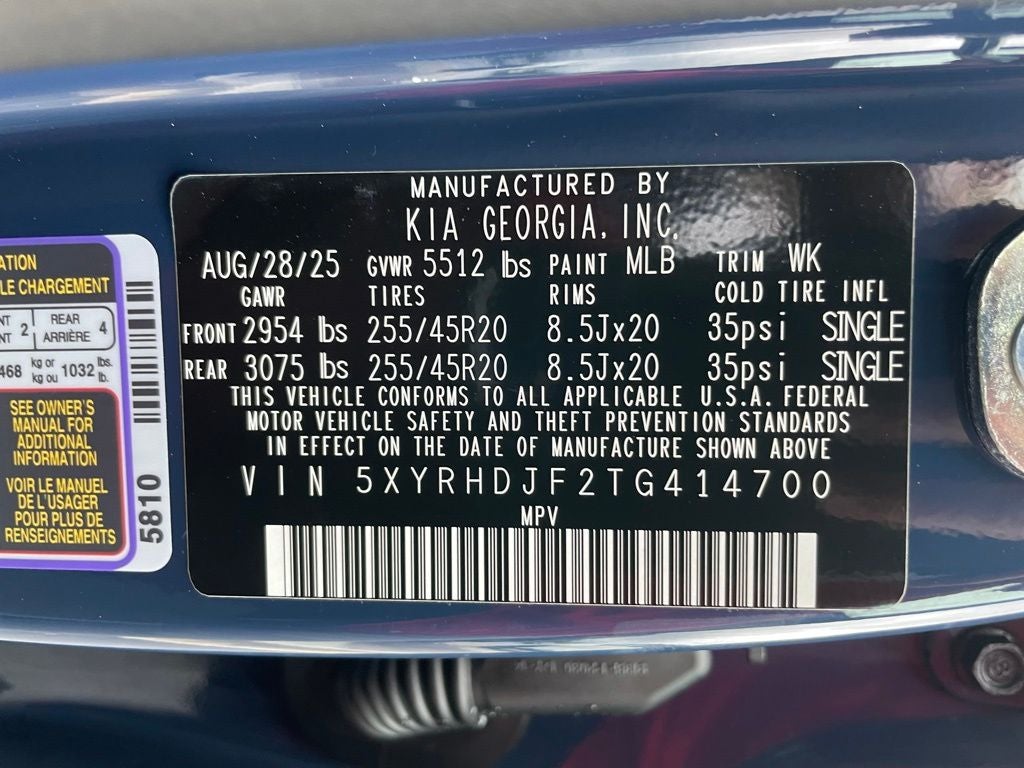 MANUFACTURED BY
KIA GEORGIA, INC.
AUG/28/25 GVWR 5512 lbs PAINT MLB TRIM WK
GAWR TIRES RIMS COLD TIRE INFL
FRONT 2954 lbs 255/45R20 8.5Jx20 35psi SINGLE
REAR 3075 lbs 255/45R20 8.5Jx20 35psi SINGLE
THIS VEHICLE CONFORMS TO ALL APPLICABLE U.S.A. FEDERAL
MOTOR VEHICLE SAFETY AND THEFT PREVENTION STANDARDS
IN EFFECT ON THE DATE OF MANUFACTURE SHOWN ABOVE
VIN 5XYRHDJF2TG414700
MPV
CHARGEMENT
2 REAR 4
ARRIÈRE
468 kg or 1032 lbs.
kg ou lb.
SEE OWNER'S
MANUAL FOR
ADDITIONAL
INFORMATION
VOIR LE MANUEL
DE L'USAGER
POUR PLUS DE
RENSEIGNEMENTS
5810